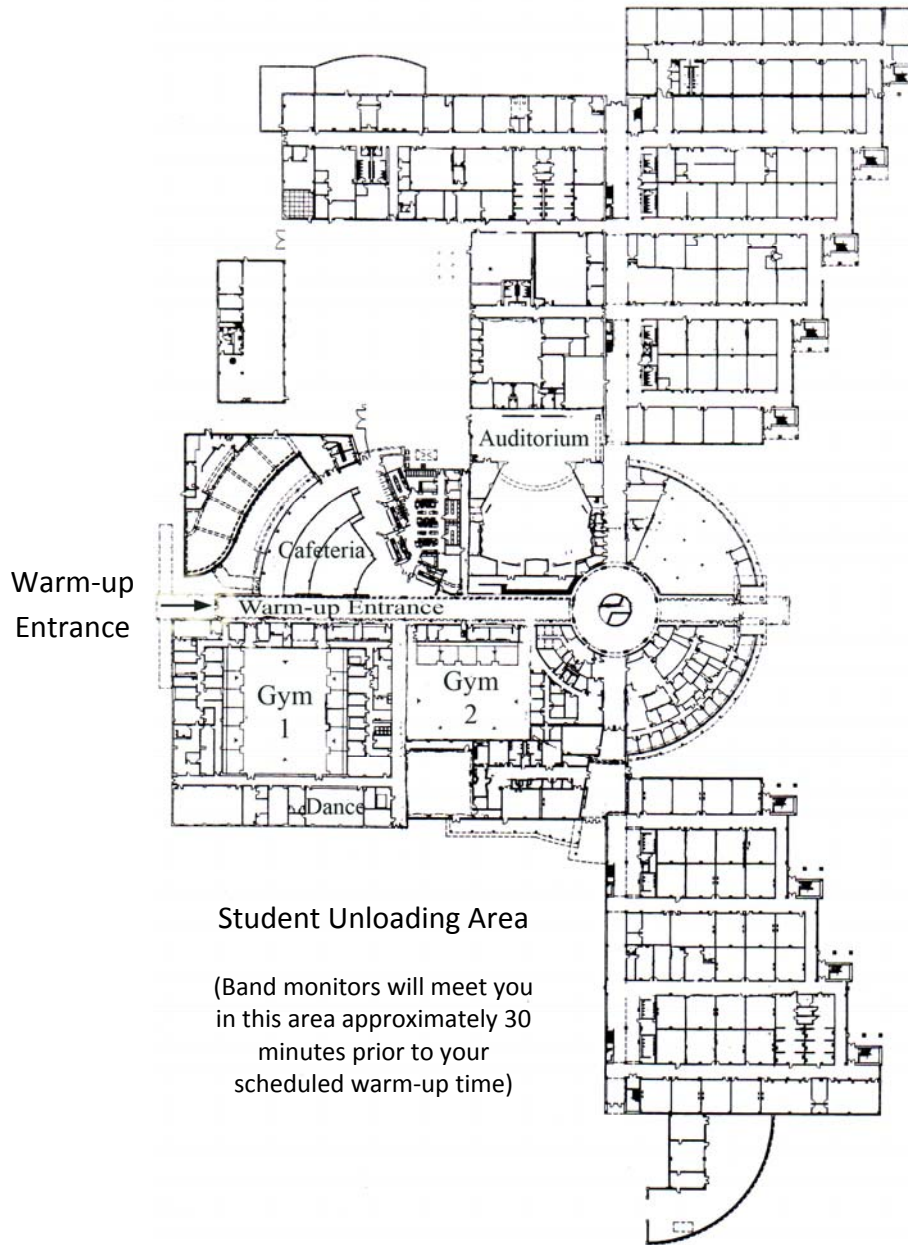 Auditorium
Cafeteria
Warm-up
Entrance
Warm-up Entrance
Gym
1
Gym
2
Dance
Student Unloading Area
(Band monitors will meet you
in this area approximately 30
minutes prior to your
scheduled warm-up time)